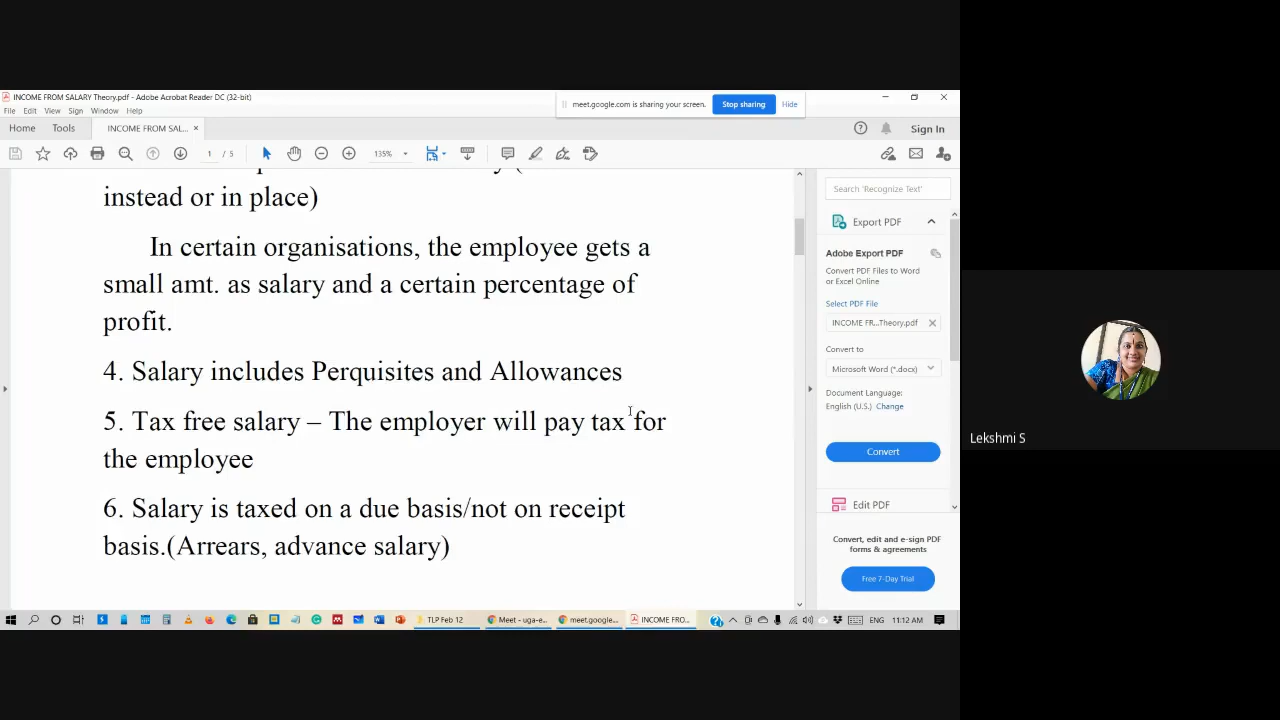 INCOME FROM SALARY Theory.pdf - Adobe Acrobat Reader DC (32-bit)
meet.google.com is sharing your screen.
Stop sharing
Hide
File Edit View Sign Window Help
Home Tools INCOME FROM SAL... ×
Sign In
1 / 5
135%
instead or in place)
In certain organisations, the employee gets a
small amt. as salary and a certain percentage of
profit.
4. Salary includes Perquisites and Allowances
5. Tax free salary – The employer will pay tax for
the employee
6. Salary is taxed on a due basis/not on receipt
basis.(Arrears, advance salary)
Search 'Recognize Text'
Export PDF
Adobe Export PDF
Convert PDF Files to Word
or Excel Online
Select PDF File
INCOME FR...Theory.pdf
Convert to
Microsoft Word (*.docx)
Document Language:
English (U.S.) Change
Convert
Edit PDF
Convert, edit and e-sign PDF
forms & agreements
Free 7-Day Trial
Lekshmi S
TLP Feb 12
Meet - uga-e...
meet.google...
INCOME FRO...
ENG
11:12 AM